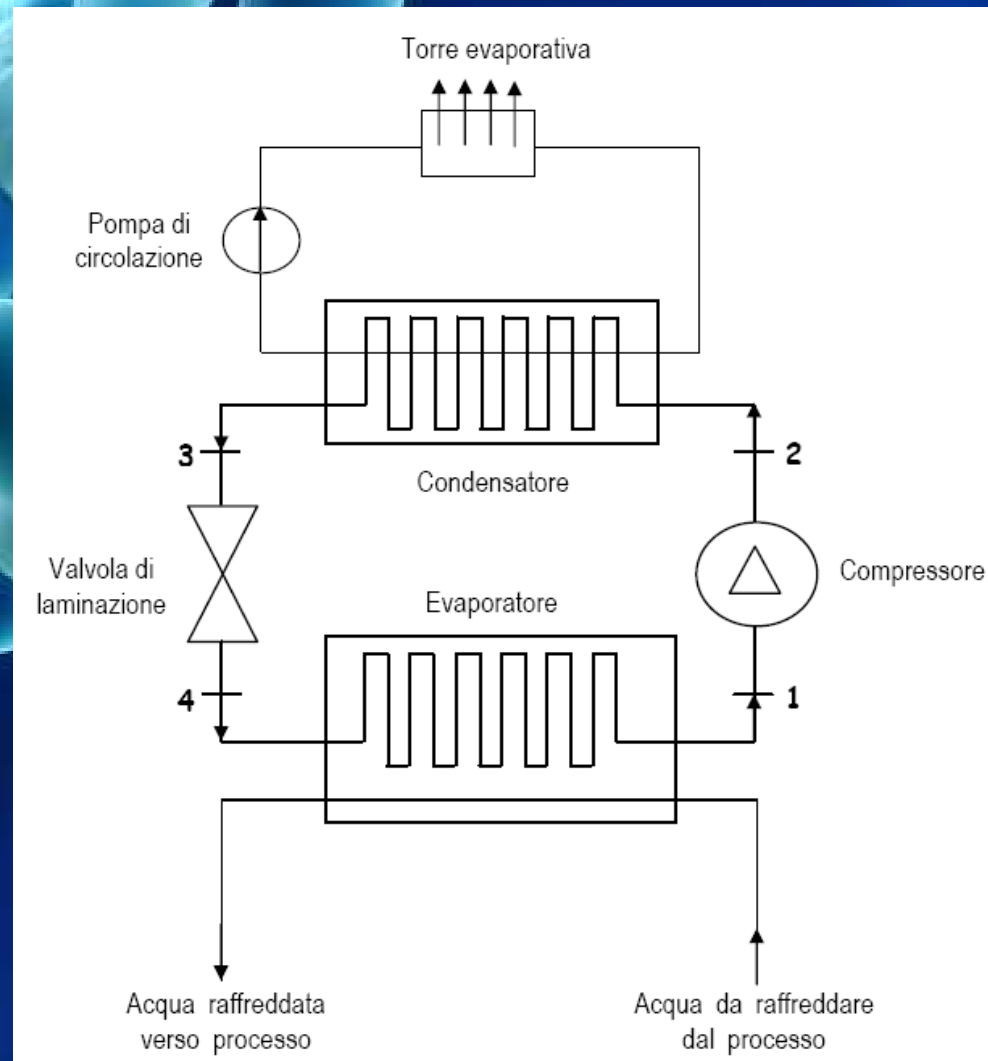 Torre evaporativa
Pompa di
circolazione
3
2
Condensatore
Valvola di
laminazione
Compressore
Evaporatore
4
1
Acqua raffreddata
verso processo
Acqua da raffreddare
dal processo